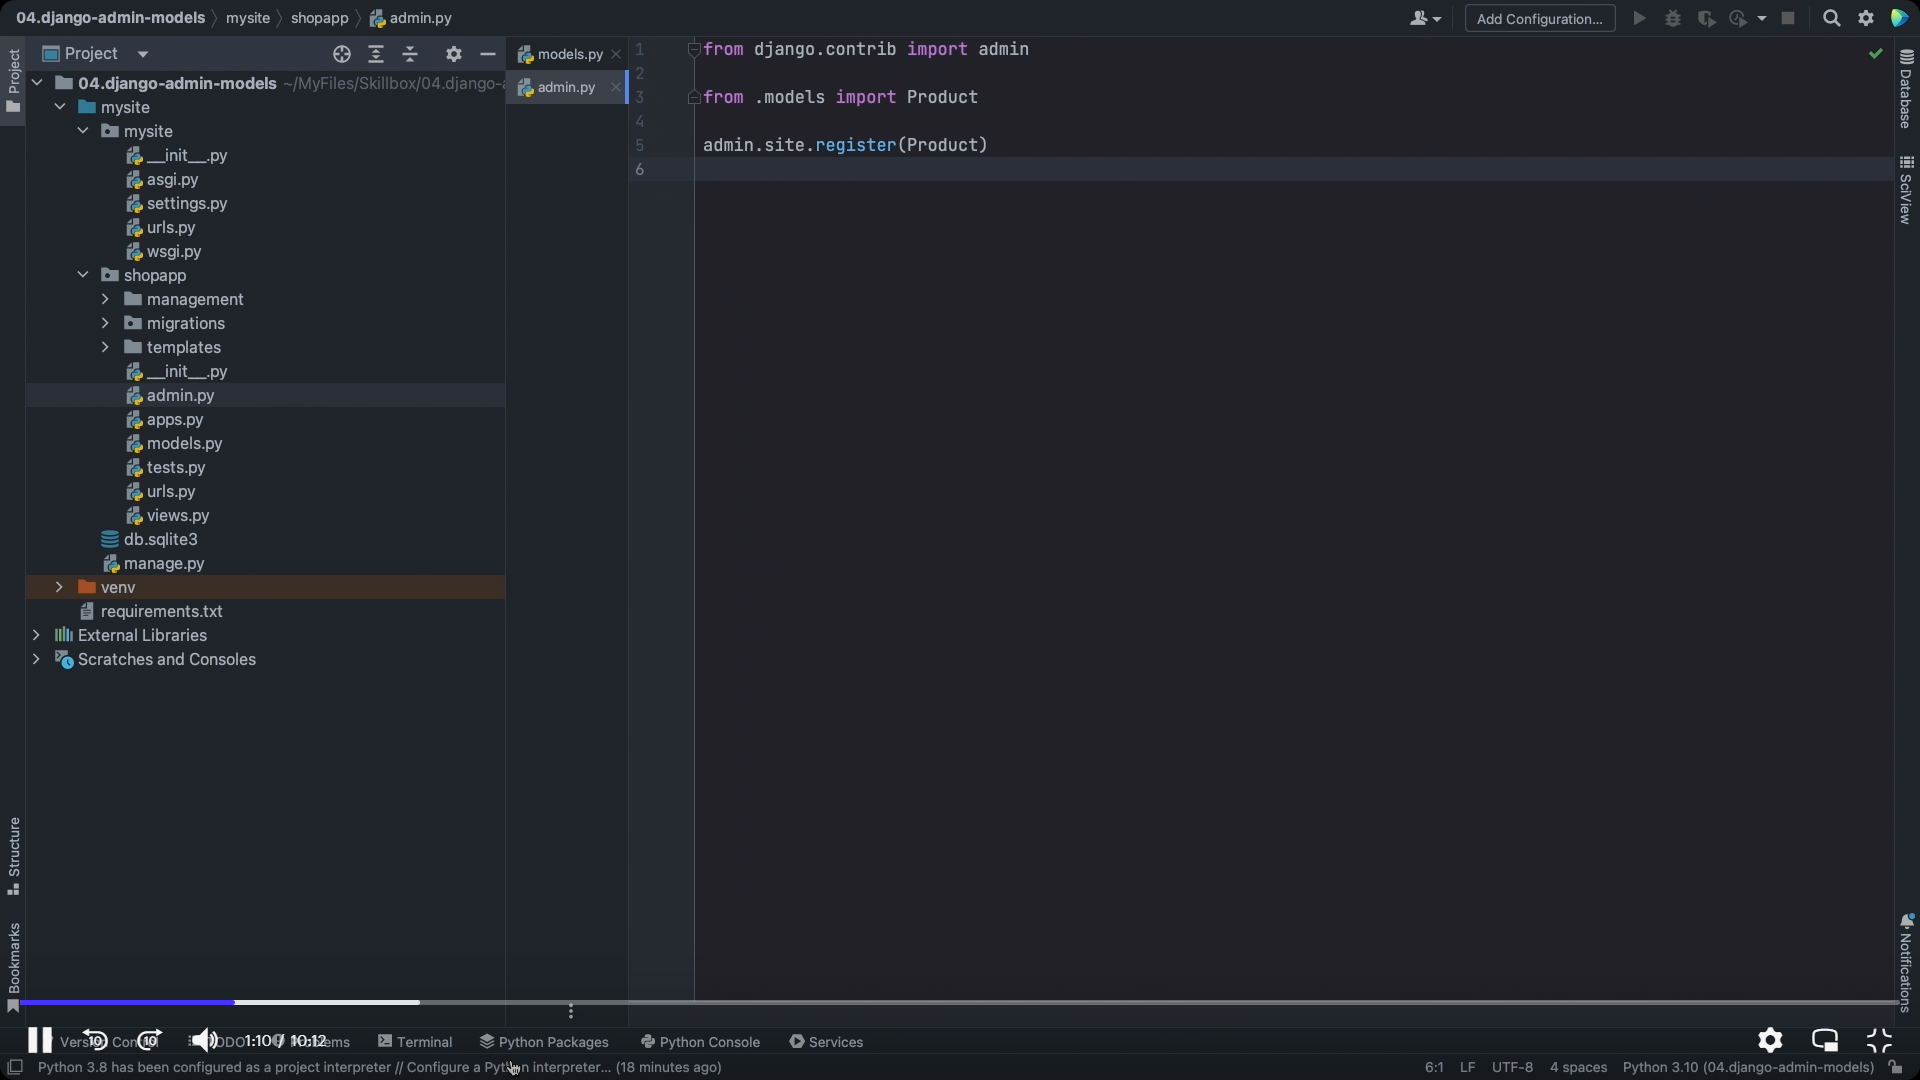 04.django-admin-models
mysite
shopapp
admin.py
Add Configuration...
Project
Project
models.py
admin.py
04.django-admin-models ~/MyFiles/Skillbox/04.django-a
mysite
mysite
__init__.py
asgi.py
settings.py
urls.py
wsgi.py
shopapp
management
migrations
templates
__init__.py
admin.py
apps.py
models.py
tests.py
urls.py
views.py
db.sqlite3
manage.py
venv
requirements.txt
External Libraries
Scratches and Consoles
1 from django.contrib import admin
2
3 from .models import Product
4
5 admin.site.register(Product)
6
Database
SciView
Notifications
Structure
Bookmarks
10
10
1:10 / 10:12
Terminal
Python Packages
Python Console
Services
Python 3.8 has been configured as a project interpreter // Configure a Python interpreter... (18 minutes ago)
6:1
LF
UTF-8
4 spaces
Python 3.10 (04.django-admin-models)